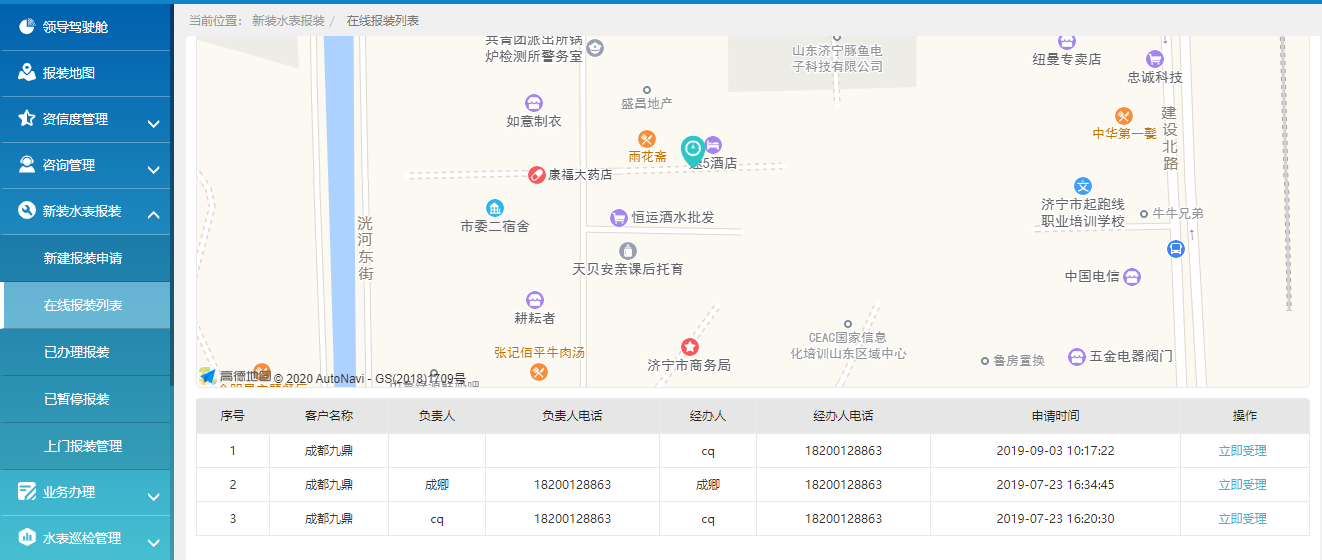 领导驾驶舱
报装地图
资信度管理
咨询管理
新装水表报装
新建报装申请
在线报装列表
已办理报装
已暂停报装
上门报装管理
业务办理
水表巡检管理
当前位置： 新装水表报装 / 在线报装列表
共青团派出所锅
炉检测所警务室
山东济宁豚鱼电
子科技有限公司
纽曼专卖店
忠诚科技
盛昌地产
如意制衣
中华第一鬘
建设北路
雨花斋
速5酒店
康福大药店
市委二宿舍
恒运酒水批发
济宁市起跑线
职业培训学校
牛牛兄弟
洸河东街
天贝安亲课后托育
中国电信
耕耘者
CEAC国家信息
化培训山东区域中心
张记佰平牛肉汤
济宁市商务局
鲁房置换
五金电器阀门
高德地图 © 2020 AutoNavi - GS(2018)1709号
序号 客户名称 负责人 负责人电话 经办人 经办人电话 申请时间 操作
1 成都九鼎 cq 18200128863 2019-09-03 10:17:22 立即受理
2 成都九鼎 成卿 18200128863 成卿 18200128863 2019-07-23 16:34:45 立即受理
3 成都九鼎 cq 18200128863 cq 18200128863 2019-07-23 16:20:30 立即受理